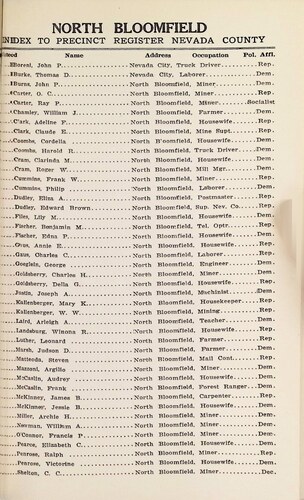 NORTH BLOOMFIELD
INDEX TO PRECINCT REGISTER NEVADA COUNTY
Name Address Occupation Pol. Affl.
Boreni, John P Nevada City, Truck Driver Rep.
Burke, Thomas D Nevada City, Laborer Dem.
Burns, John P North Bloomfield, Miner Dem.
Carter, O. C. North Bloomfield, Miner Rep.
Carter, Ray P North Bloomfield, Miner Socialist
Chamley, William J North Bloomfield, Farmer Dem.
Clark, Adeline F North Bloomfield, Housewife Dem.
Clark, Claude E North Bloomfield, Mine Supt. Rep.
Coombs, Cordelia North Bloomfield, Housewife Rep.
Coombs, Harold R North Bloomfield, Truck Driver Dem.
Cram, Clarinda M North Bloomfield, Housewife Dem.
Cram, Roger W North Bloomfield, Mill Mgr. Dem.
Cummins, Frank W North Bloomfield, Miner Rep.
Cummins, Philip North Bloomfield, Laborer Dem.
Dudley, Eliza A North Bloomfield, Postmaster Rep.
Dudley, Edward Brown North Bloomfield, Sup. Nev. Co. Rep.
Files, Lily M North Bloomfield, Housewife Dem.
Fischer, Benjamin M North Bloomfield, Tel. Optr. Rep.
Fischer, Edna F North Bloomfield, Housewife Dem.
Gaus, Annie E North Bloomfield, Housewife Rep.
Gaus, Charles C North Bloomfield, Laborer Rep.
Goeglein, George North Bloomfield, Engineer Dem.
Goldsberry, Charles H North Bloomfield, Miner Dem.
Goldsberry, Della G North Bloomfield, Housewife Dem.
Justin, Joseph A North Bloomfield, Machinist Dem.
Kallenberger, Mary K North Bloomfield, Housekeeper Rep.
Kallenberger, W W North Bloomfield, Mining Rep.
Laird, Arleigh A North Bloomfield, Teacher Dem.
Landsburg, Winona R North Bloomfield, Housewife Rep.
Luther, Leonard North Bloomfield, Farmer Rep.
Marsh, Judson D North Bloomfield, Farmer Dem.
Matteoda, Steven North Bloomfield, Mail Cont. Rep.
Mazzoni, Argilia North Bloomfield, Miner Dem.
McCaslin, Audrey North Bloomfield, Housewife Dem.
McCaslin, Frank North Bloomfield, Forest Ranger Dem.
McKinney, James B North Bloomfield, Carpenter Rep.
McKinney, Jessie B North Bloomfield, Housewife Dem.
Miller, Archie H North Bloomfield, Miner Dem.
Newman, William A North Bloomfield, Miner Dem.
O'Connor, Francis P North Bloomfield, Miner Rep.
Pearce, Elizabeth C North Bloomfield, Housewife Rep.
Penrose, Ralph North Bloomfield, Miner Rep.
Penrose, Victorine North Bloomfield, Housewife Dem.
Shelton, C. C. North Bloomfield, Miner Dec.